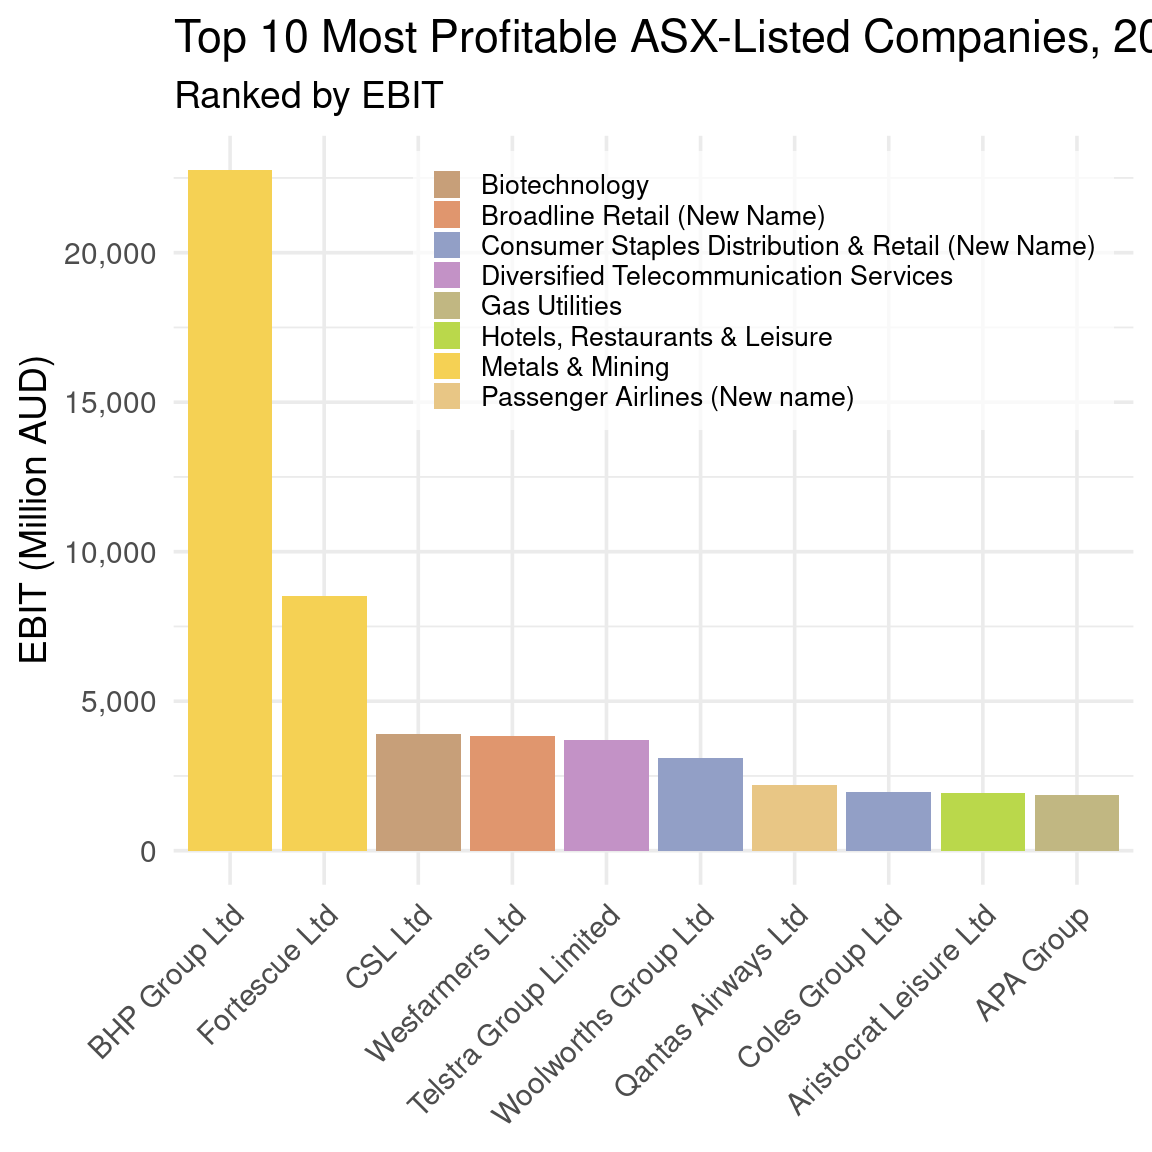 Top 10 Most Profitable ASX-Listed Companies, 20
Ranked by EBIT
Biotechnology
Broadline Retail (New Name)
Consumer Staples Distribution & Retail (New Name)
Diversified Telecommunication Services
Gas Utilities
Hotels, Restaurants & Leisure
Metals & Mining
Passenger Airlines (New name)
EBIT (Million AUD)
20,000
15,000
10,000
5,000
0
BHP Group Ltd
Fortescue Ltd
CSL Ltd
Wesfarmers Ltd
Telstra Group Limited
Woolworths Group Ltd
Qantas Airways Ltd
Coles Group Ltd
Aristocrat Leisure Ltd
APA Group